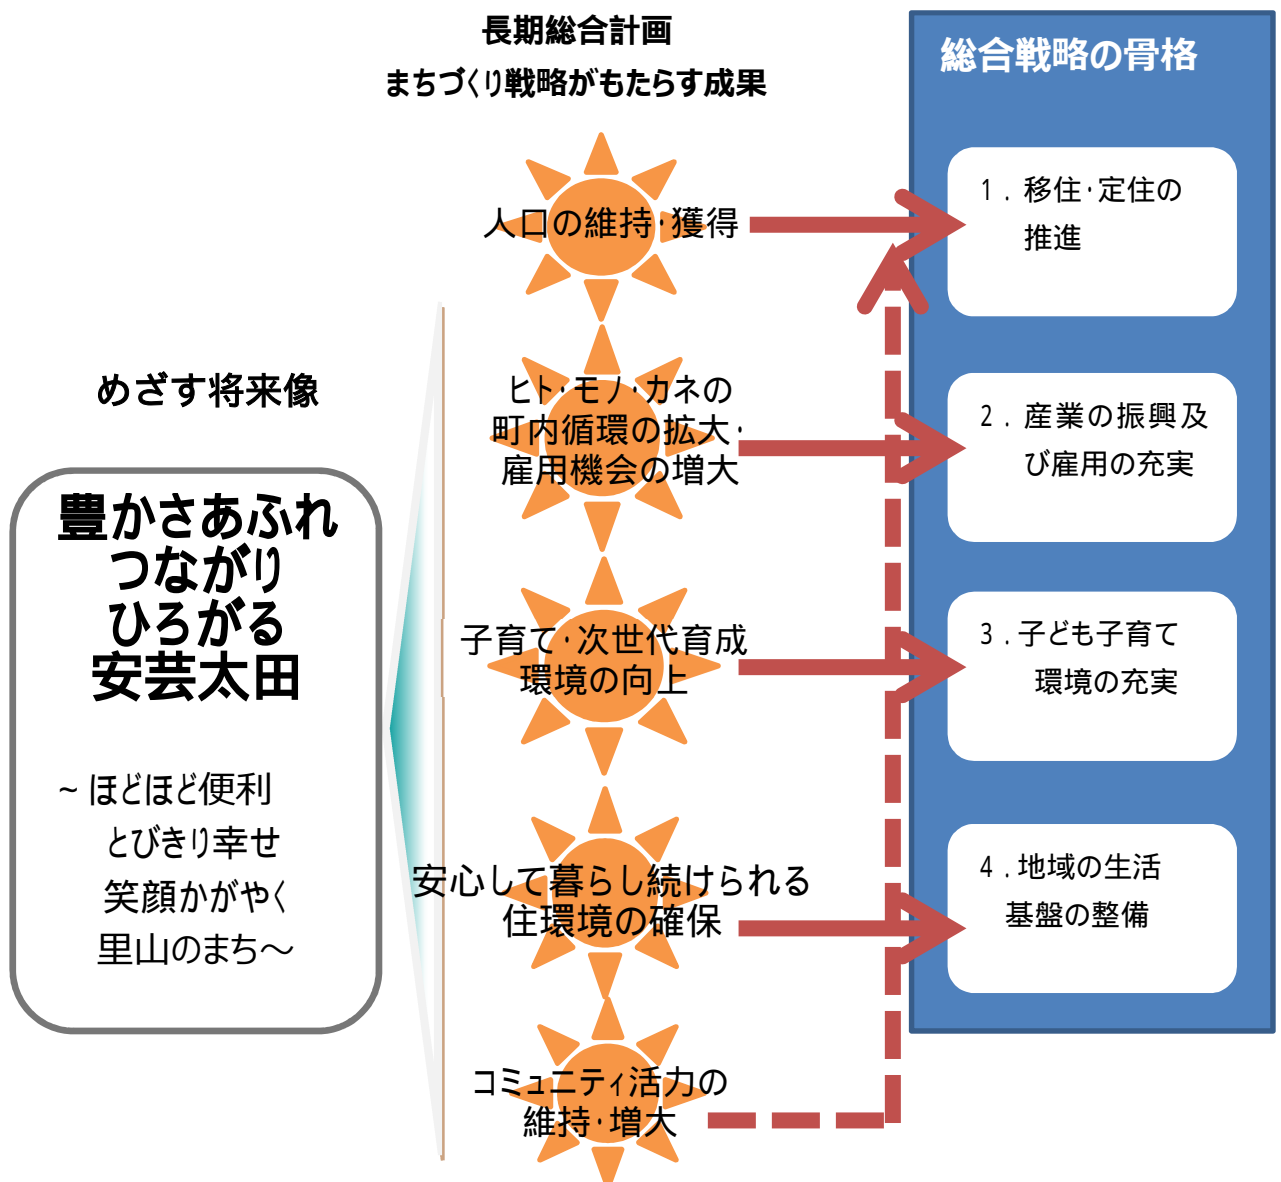 長期総合計画
まちづくり戦略がもたらす成果
総合戦略の骨格
めざす将来像
豊かさあふれ
つながり
ひろがる
安芸太田
~ほどほど便利
とびきり幸せ
笑顔かがやく
里山のまち～
人口の維持・獲得
ヒト・モノ・カネの
町内循環の拡大・
雇用機会の増大
子育て・次世代育成
環境の向上
安心して暮らし続けられる
住環境の確保
コミュニティ活力の
維持・増大
1．移住・定住の
推進
2．産業の振興及
び雇用の充実
3．子ども子育て
環境の充実
4．地域の生活
基盤の整備